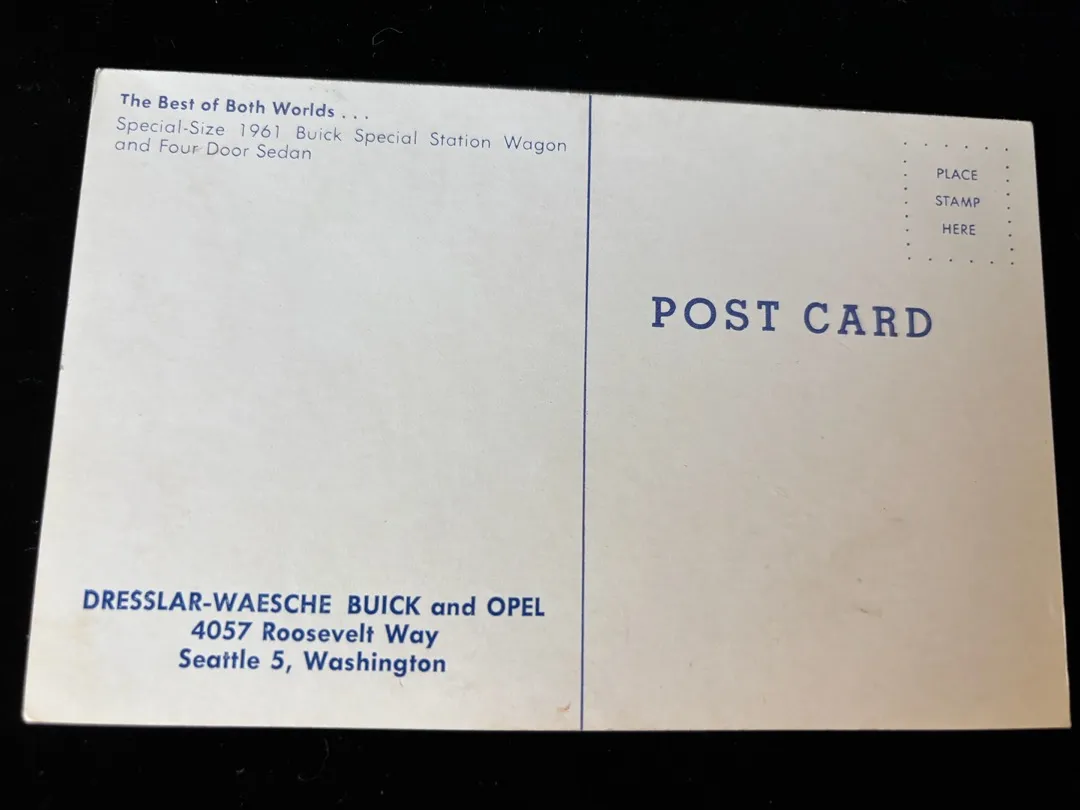 The Best of Both Worlds . . .
Special-Size 1961 Buick Special Station Wagon
and Four Door Sedan
PLACE
STAMP
HERE
POST CARD
DRESSLAR-WAESCHE BUICK and OPEL
4057 Roosevelt Way
Seattle 5, Washington